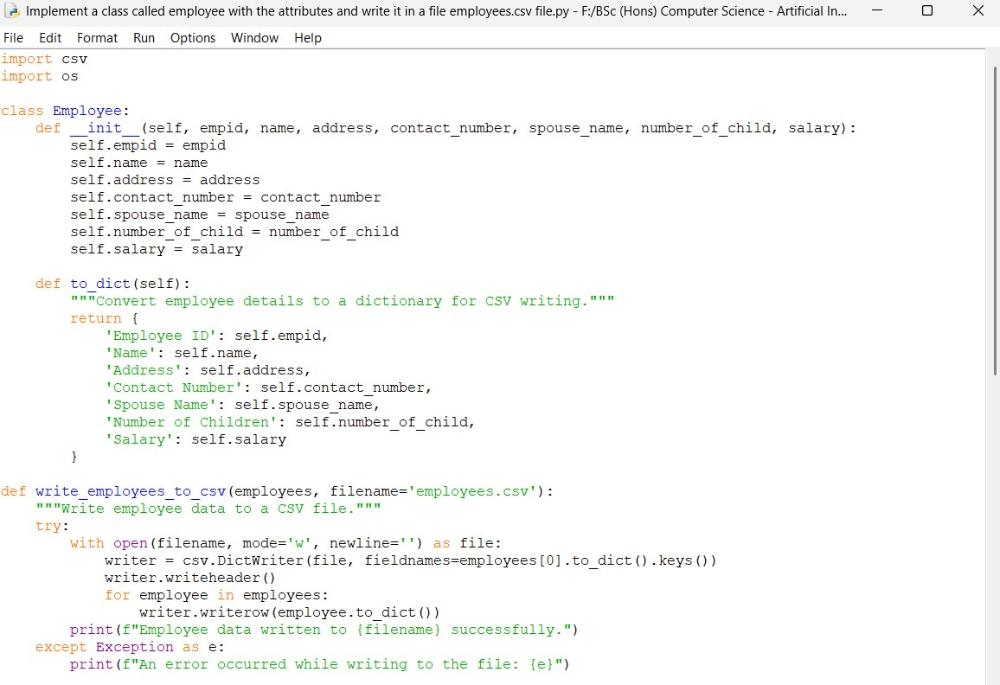 Implement a class called employee with the attributes and write it in a file employees.csv file.py - F:/BSc (Hons) Computer Science - Artificial In...
File Edit Format Run Options Window Help
import csv
import os

class Employee:
    def __init__(self, empid, name, address, contact_number, spouse_name, number_of_child, salary):
        self.empid = empid
        self.name = name
        self.address = address
        self.contact_number = contact_number
        self.spouse_name = spouse_name
        self.number_of_child = number_of_child
        self.salary = salary

    def to_dict(self):
        """Convert employee details to a dictionary for CSV writing."""
        return {
            'Employee ID': self.empid,
            'Name': self.name,
            'Address': self.address,
            'Contact Number': self.contact_number,
            'Spouse Name': self.spouse_name,
            'Number of Children': self.number_of_child,
            'Salary': self.salary
        }

def write_employees_to_csv(employees, filename='employees.csv'):
    """Write employee data to a CSV file."""
    try:
        with open(filename, mode='w', newline='') as file:
            writer = csv.DictWriter(file, fieldnames=employees[0].to_dict().keys())
            writer.writeheader()
            for employee in employees:
                writer.writerow(employee.to_dict())
        print(f"Employee data written to {filename} successfully.")
    except Exception as e:
        print(f"An error occurred while writing to the file: {e}")